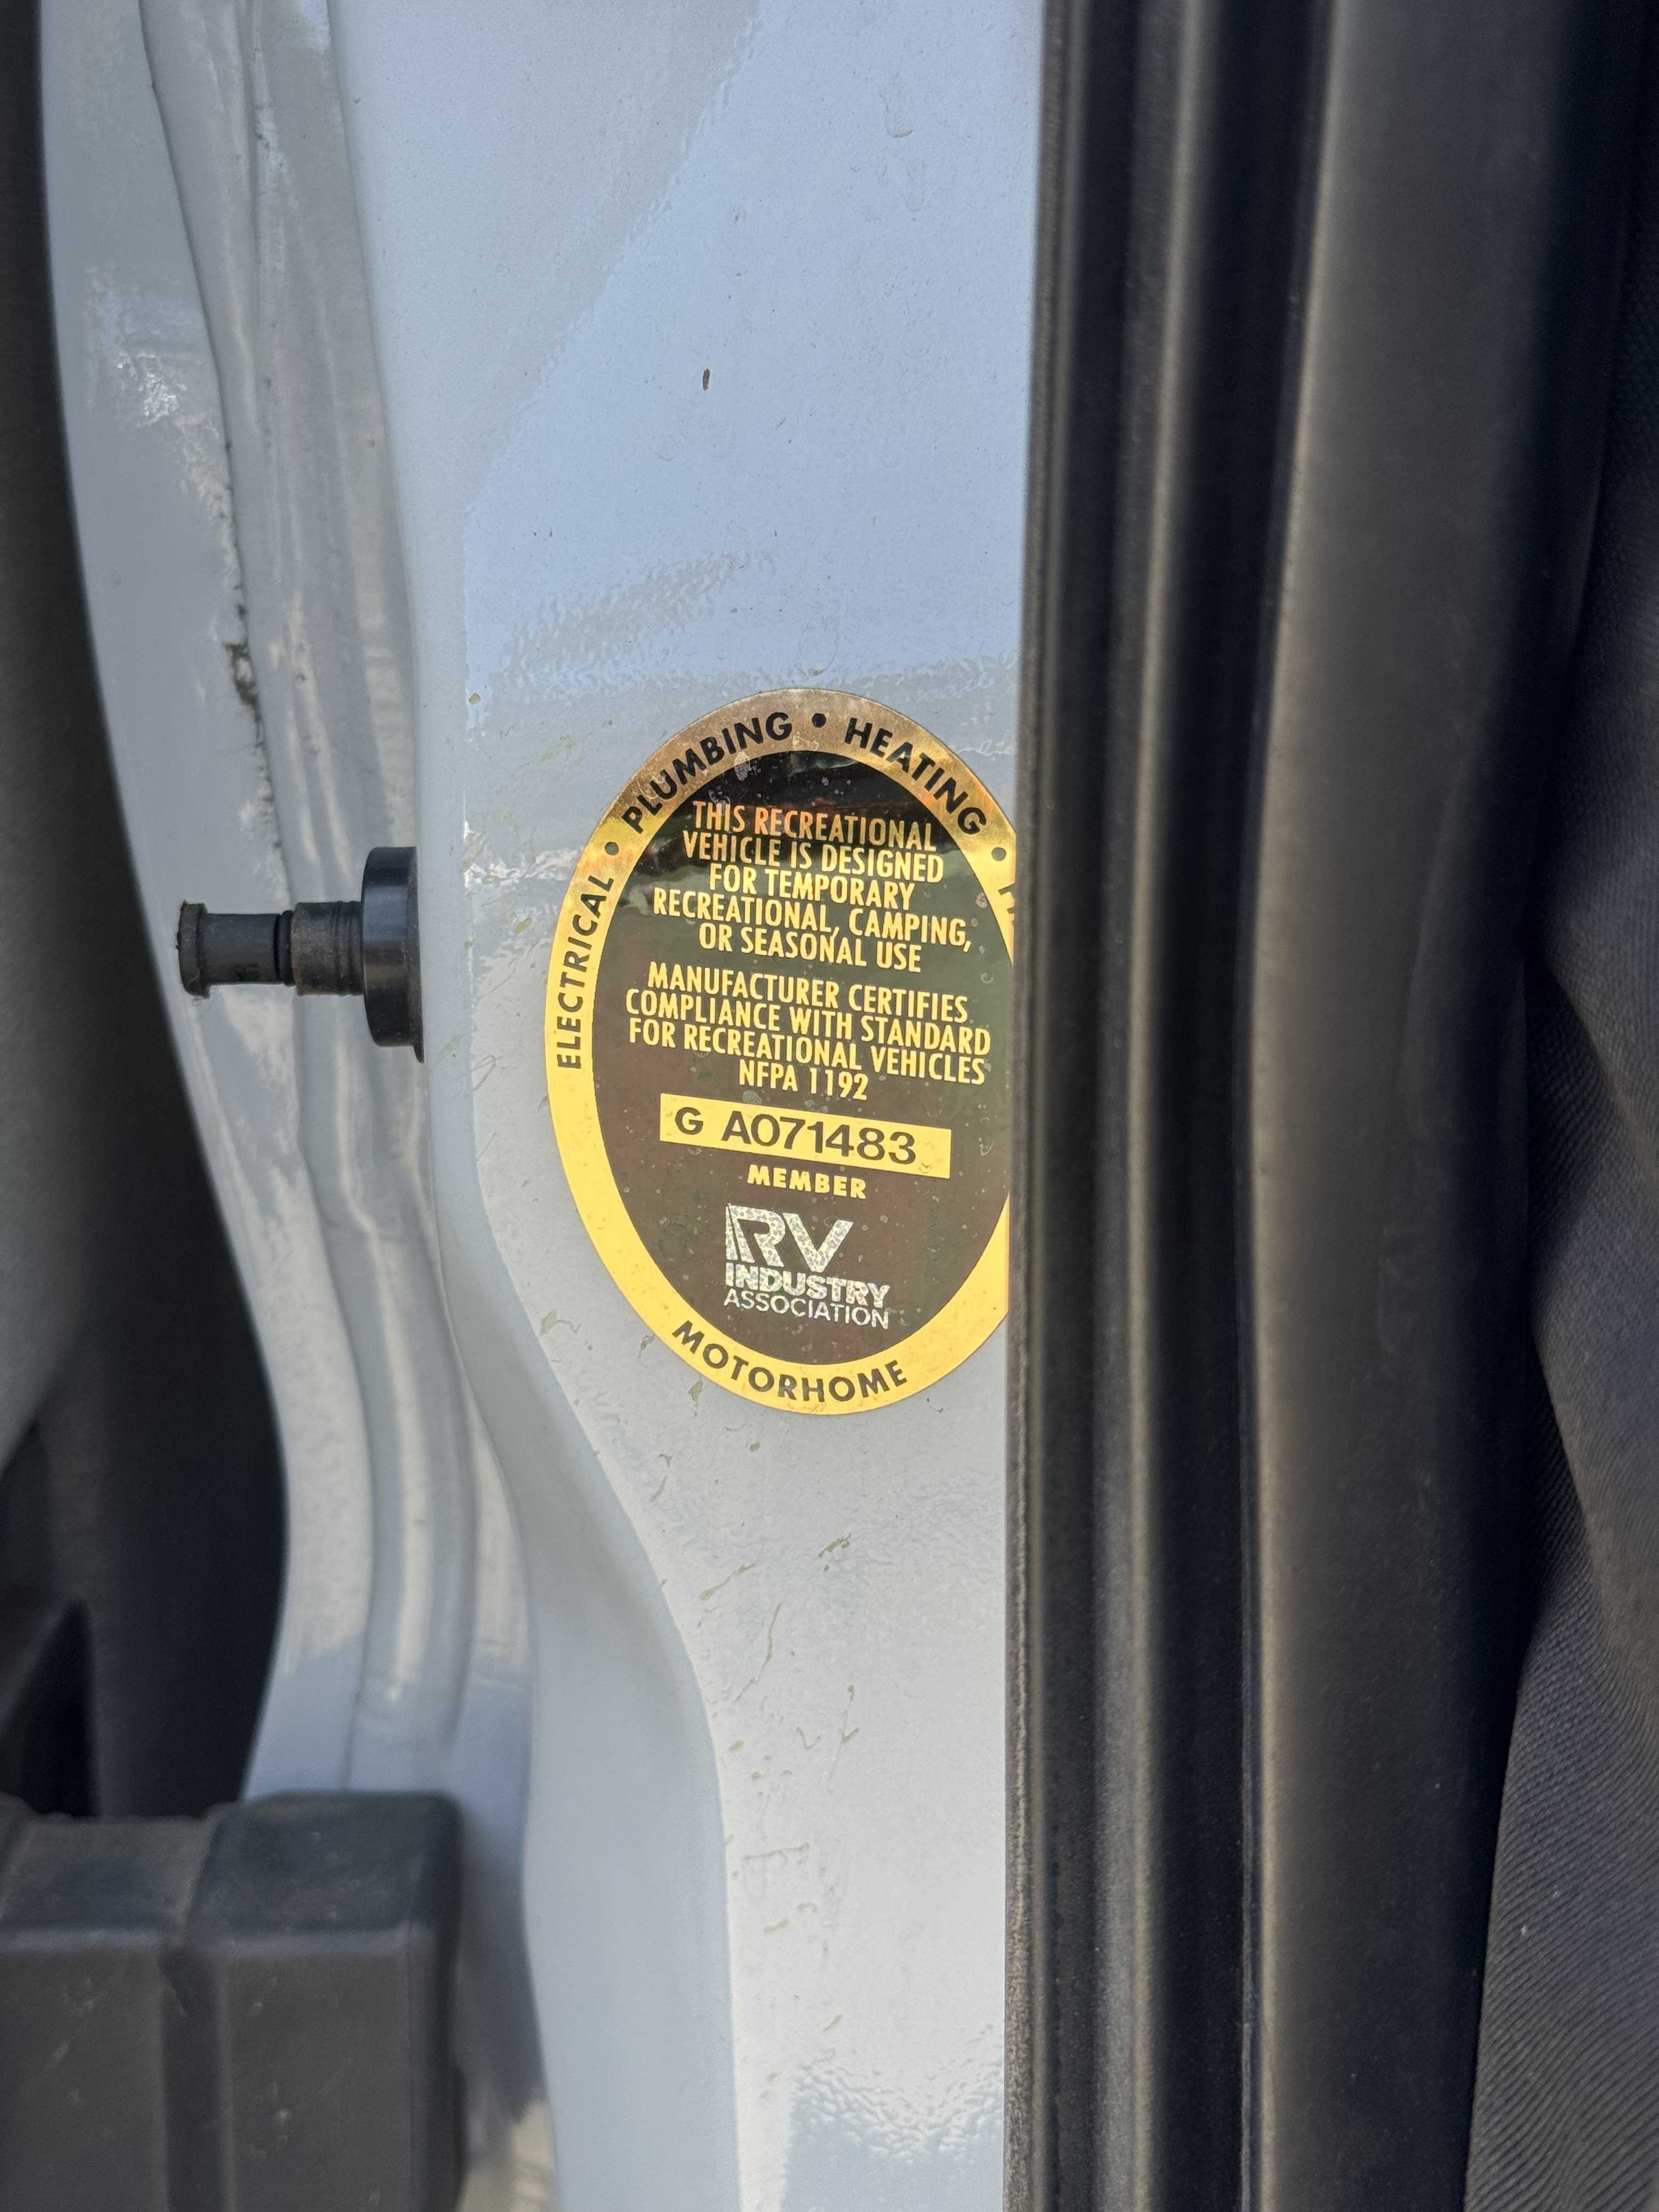 ELECTRICAL • PLUMBING • HEATING •
THIS RECREATIONAL
VEHICLE IS DESIGNED
FOR TEMPORARY
RECREATIONAL, CAMPING,
OR SEASONAL USE
MANUFACTURER CERTIFIES
COMPLIANCE WITH STANDARD
FOR RECREATIONAL VEHICLES
NFPA 1192
G A071483
MEMBER
RV
INDUSTRY
ASSOCIATION
MOTORHOME